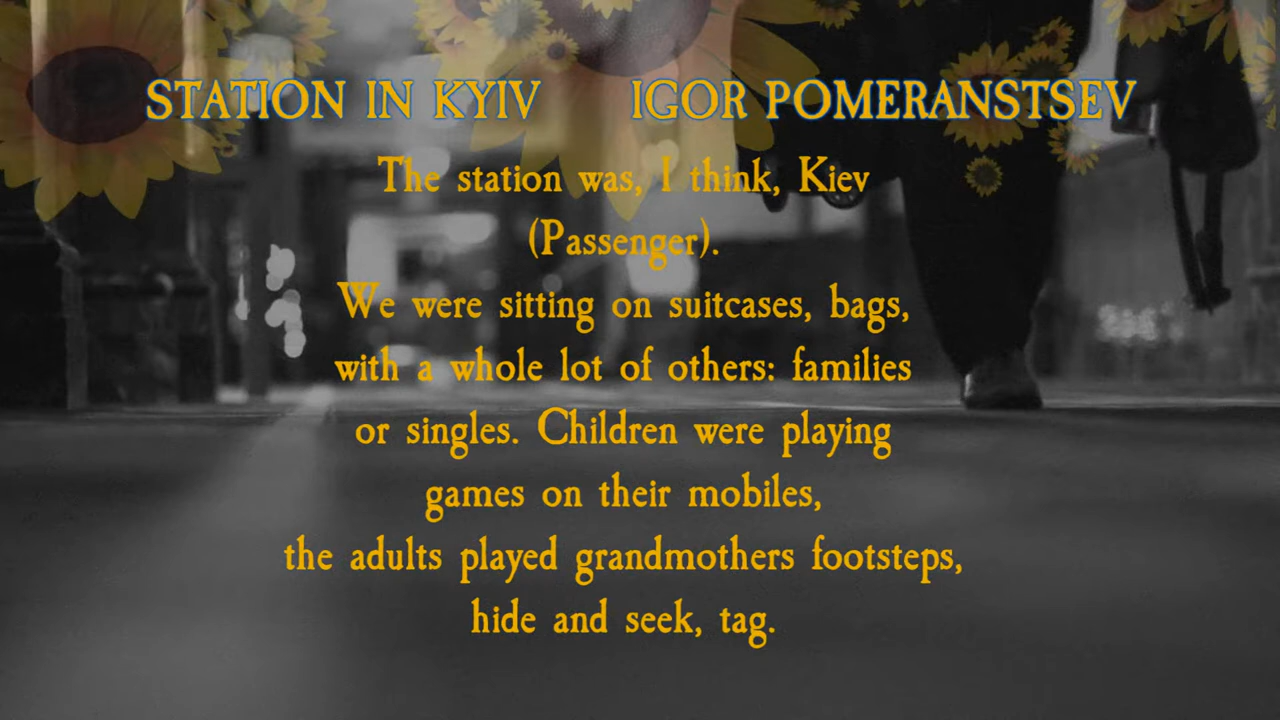 STATION IN KYIV IGOR POMERANSTSEV
The station was, I think, Kiev
(Passenger).
We were sitting on suitcases, bags,
with a whole lot of others: families
or singles. Children were playing
games on their mobiles,
the adults played grandmothers footsteps,
hide and seek, tag.